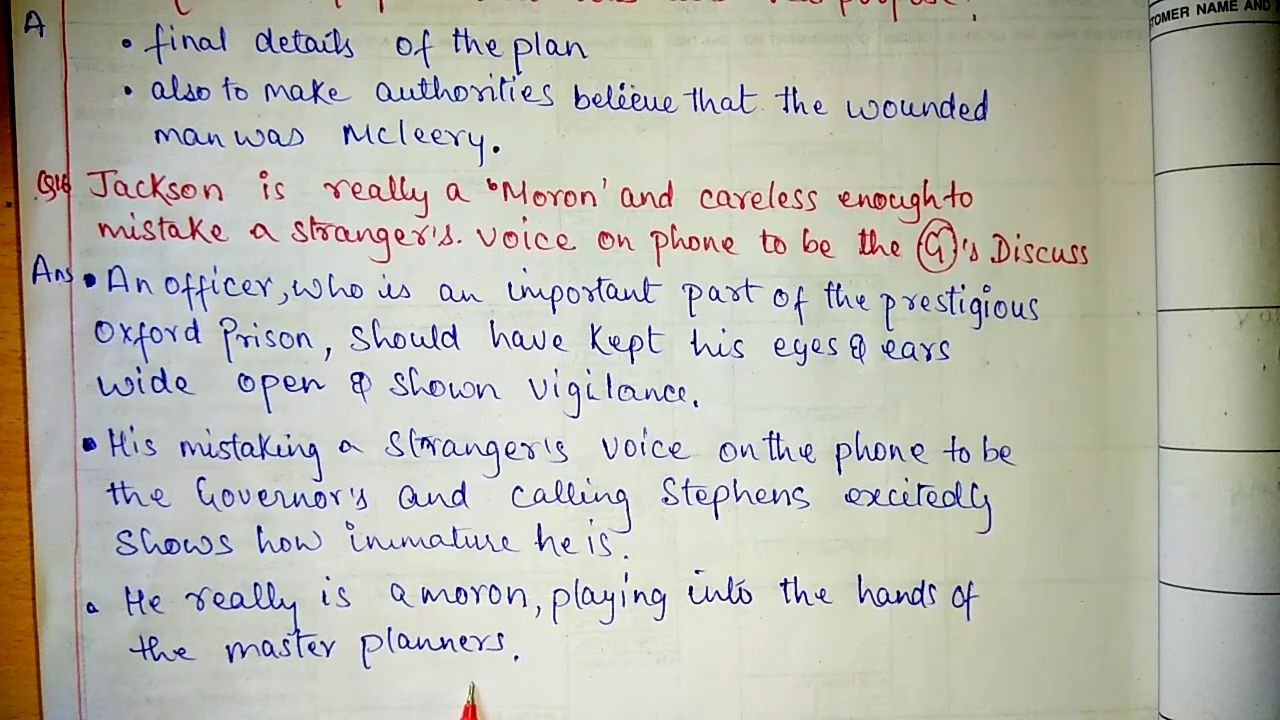 A
• final details of the plan
• also to make authorities believe that the wounded
man was Mcleery.
Q16 Jackson is really a 'Moron' and careless enough to
mistake a stranger's. voice on phone to be the G's Discuss
Ans • An officer, who is an important part of the prestigious
Oxford Prison, should have kept his eyes & ears
wide open & shown vigilance.
• His mistaking a stranger's voice on the phone to be
the Governor's and calling Stephens excitedly
shows how immature he is.
• He really is a moron, playing into the hands of
the master planners.
TOMER NAME AND